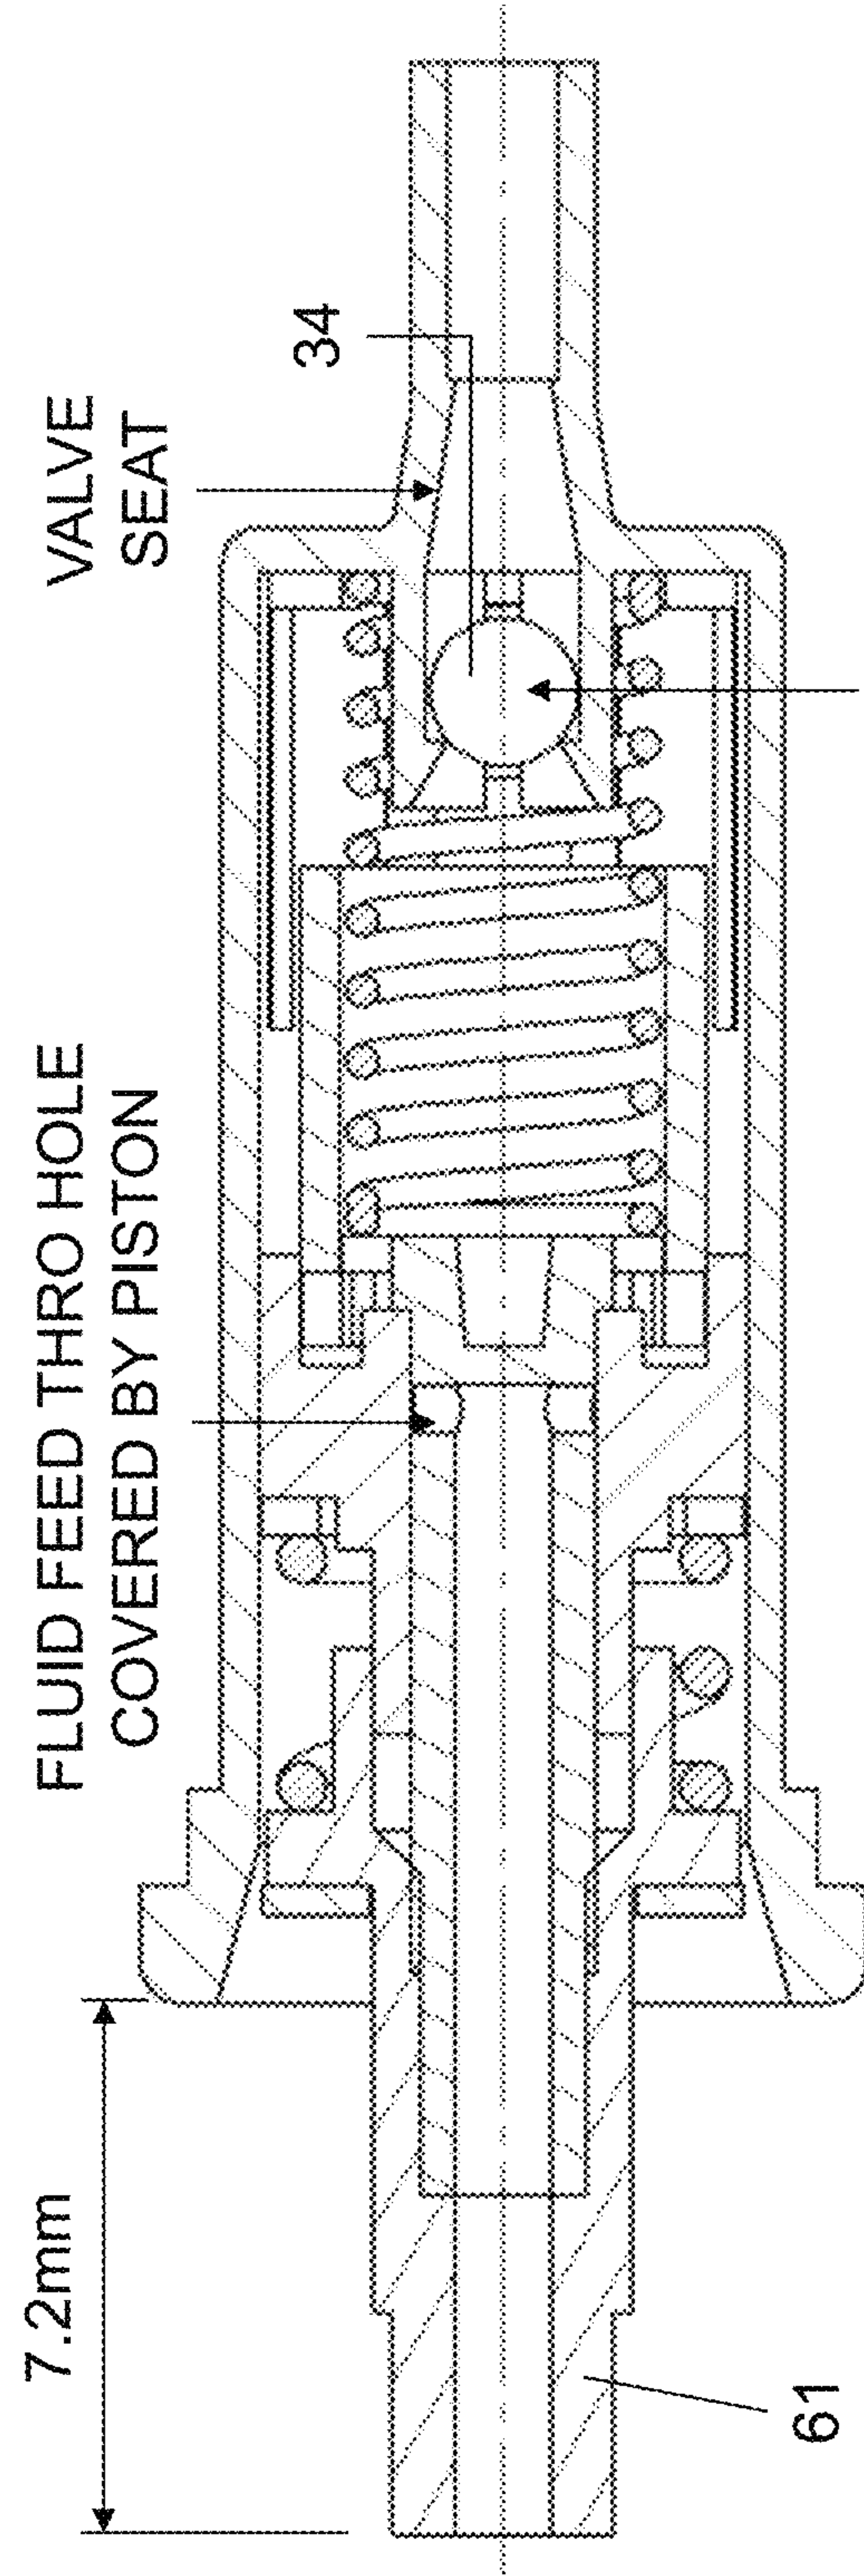 7.2mm
FLUID FEED THRO HOLE
COVERED BY PISTON
VALVE
SEAT
34
61